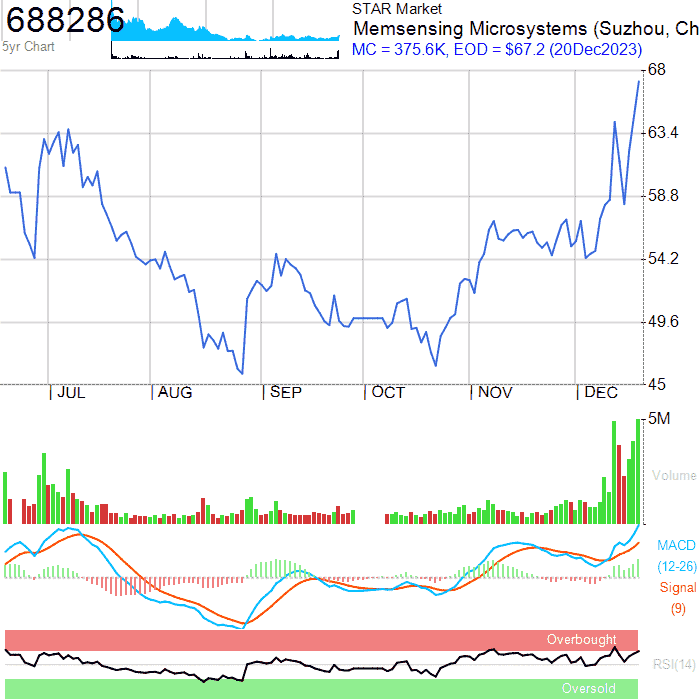 688286
5yr Chart
STAR Market
Memsensing Microsystems (Suzhou, Ch
MC = 375.6K, EOD = $67.2 (20Dec2023)
68
63.4
58.8
54.2
49.6
45
JUL AUG SEP OCT NOV DEC
5M
Volume
MACD
(12-26)
Signal
(9)
Overbought
RSI(14)
Oversold